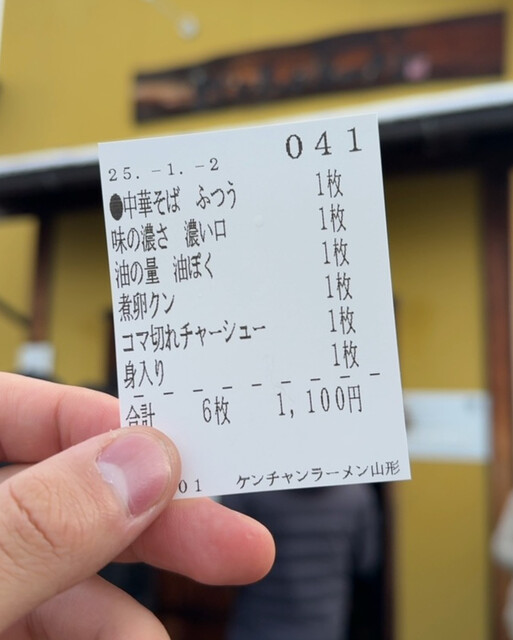 041
25.-1.-2
●中華そば ふつう 1枚
味の濃さ 濃い口 1枚
油の量 油ぽく 1枚
煮卵クン 1枚
コマ切れチャーシュー 1枚
身入り 1枚
合計 6枚 1,100円
01 ケンチャンラーメン山形